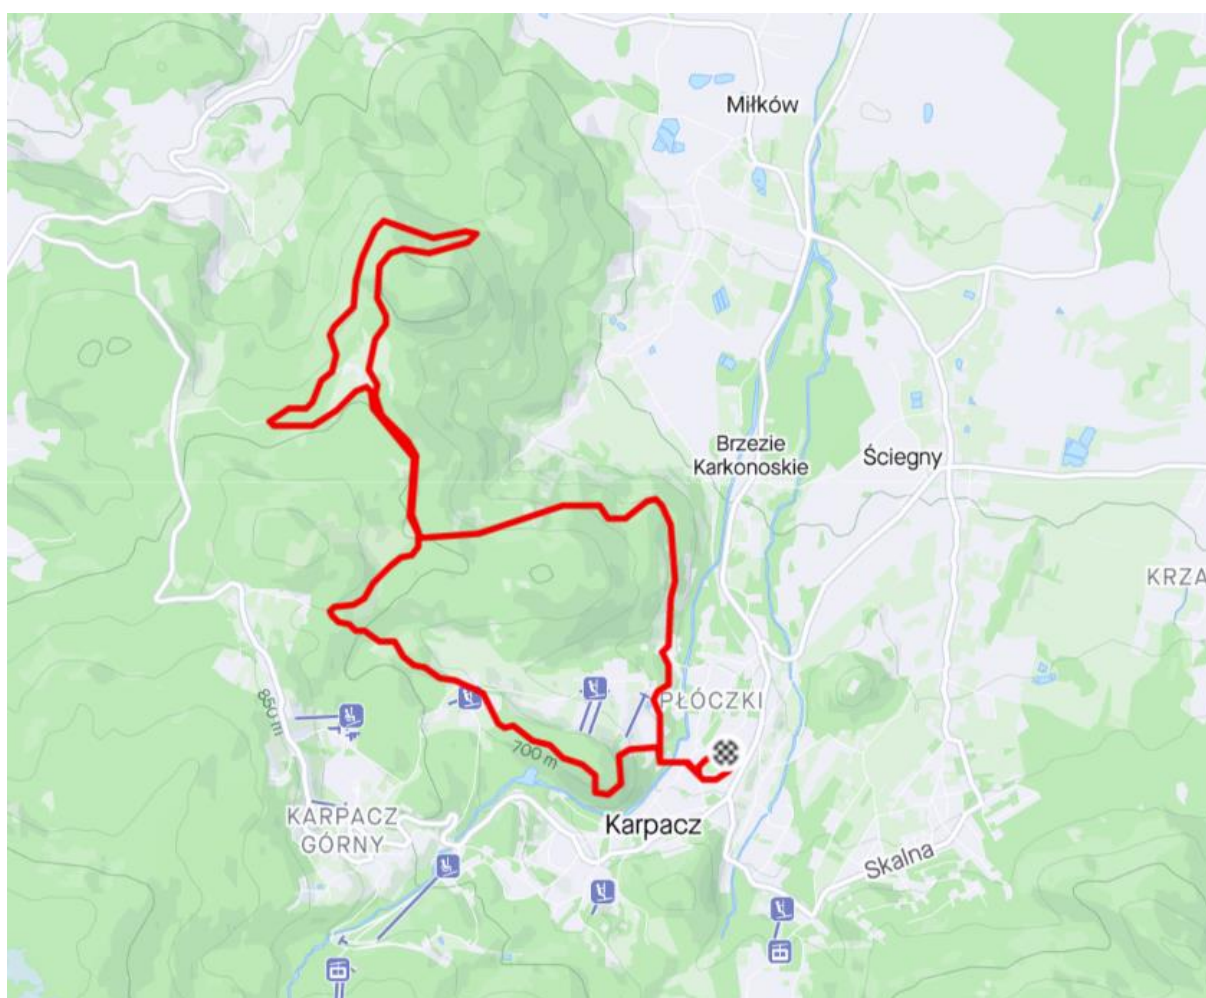 Miłków
Brzezie
Karkonoskie
Ściegny
KRZA
PŁÓCZKI
850 m
700 m
KARPACZ
GÓRNY
Karpacz
Skalna